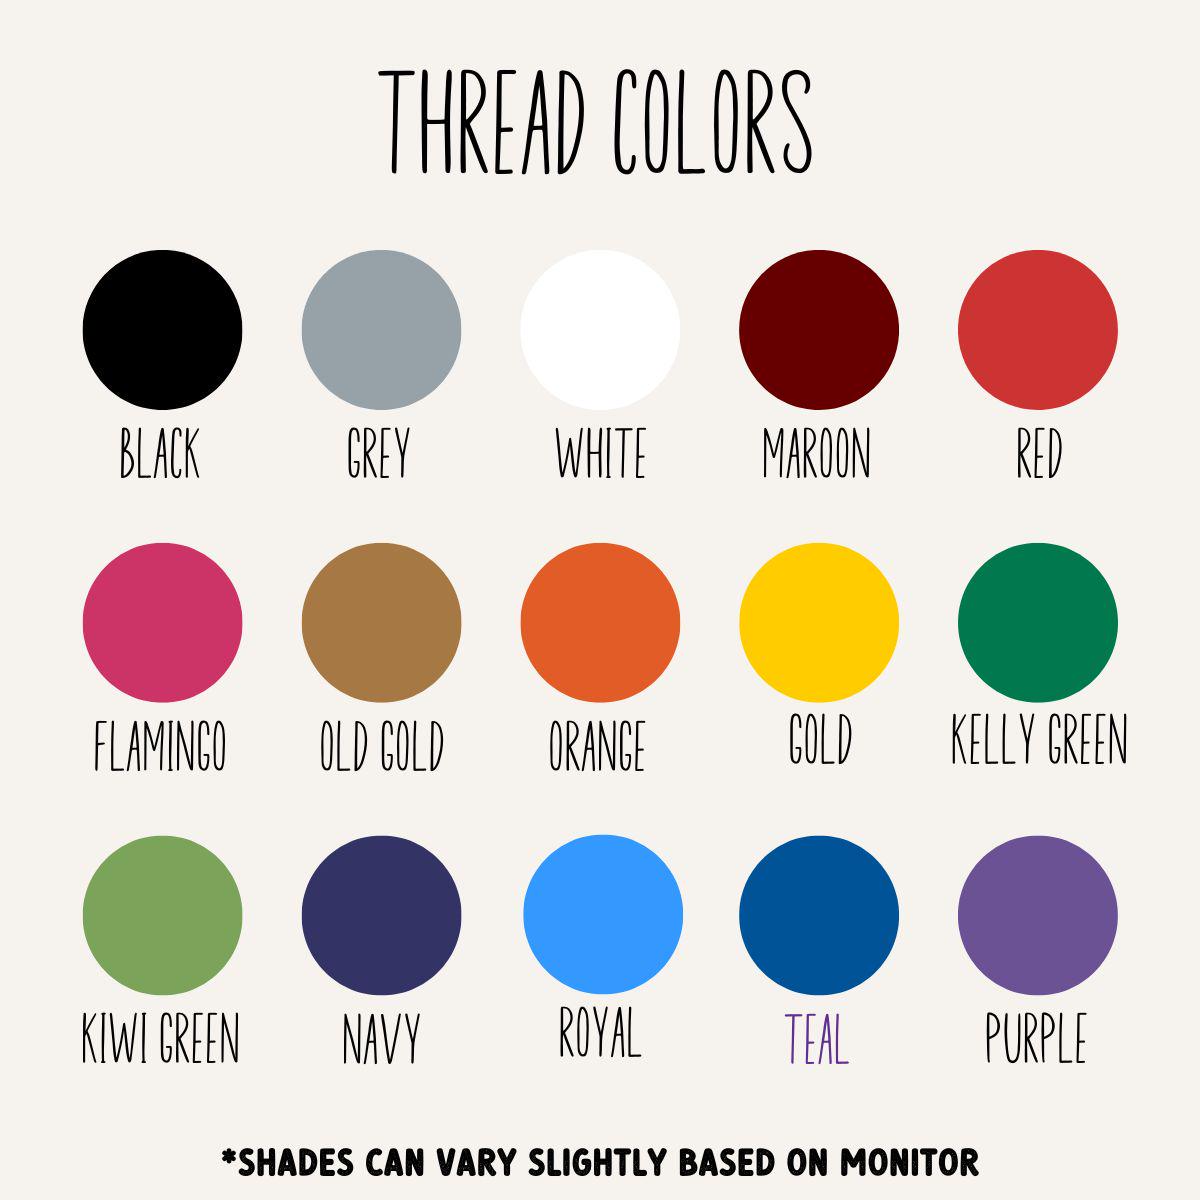 THREAD COLORS
BLACK
GREY
WHITE
MAROON
RED
FLAMINGO
OLD GOLD
ORANGE
GOLD
KELLY GREEN
KIWI GREEN
NAVY
ROYAL
TEAL
PURPLE
*SHADES CAN VARY SLIGHTLY BASED ON MONITOR